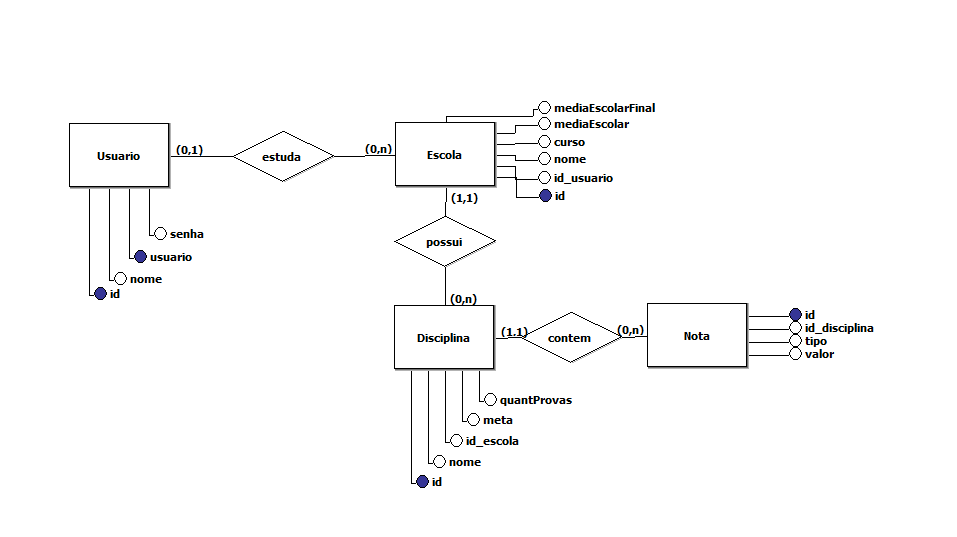 mediaEscolarFinal
mediaEscolar
curso
nome
id_usuario
id
Usuario
(0,1)
estuda
(0,n)
Escola
(1,1)
senha
usuario
nome
id
possui
(0,n)
Disciplina
(1.1)
contem
(0,n)
Nota
id
id_disciplina
tipo
valor
quantProvas
meta
id_escola
nome
id